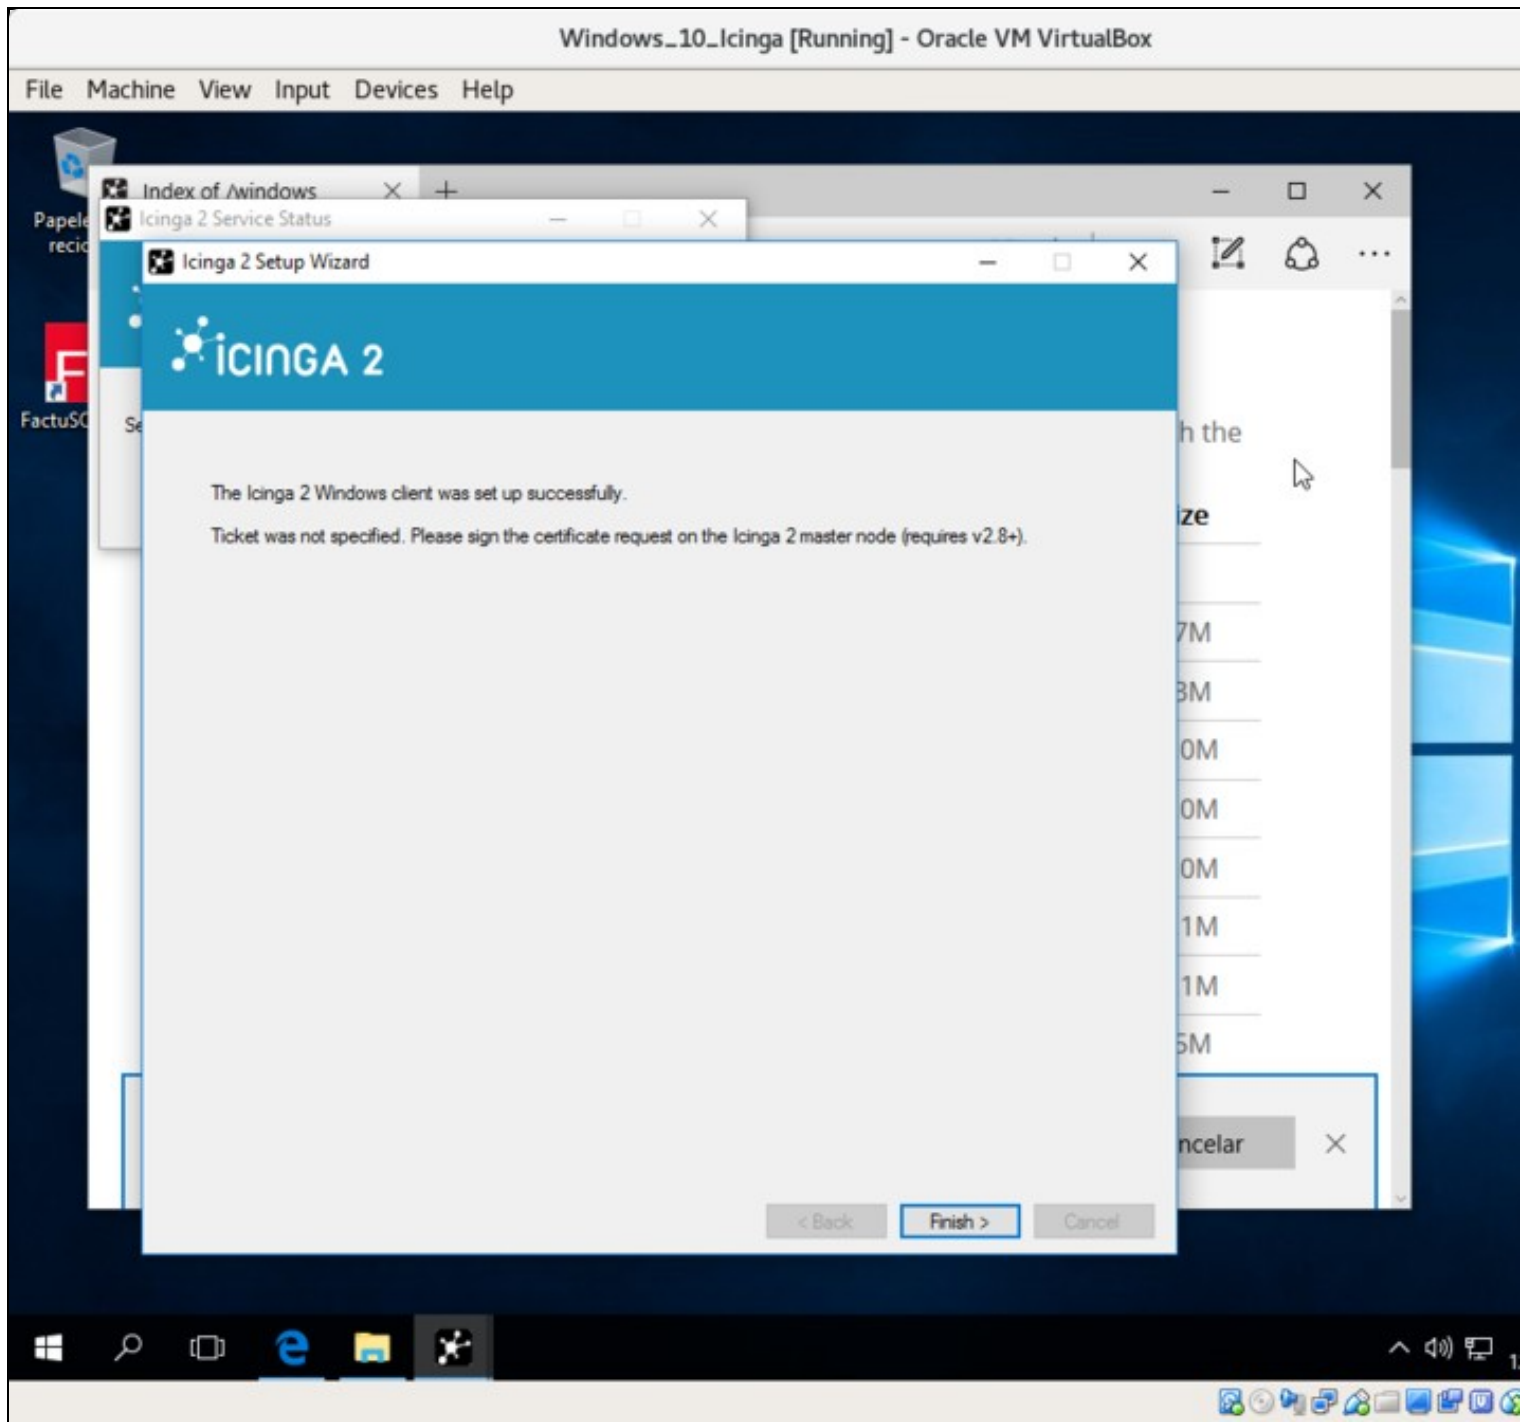 Windows_10_Icinga [Running] - Oracle VM VirtualBox
File Machine View Input Devices Help
Index of /windows
Icinga 2 Service Status
Icinga 2 Setup Wizard
ICINGA 2
FactuS
h the
The Icinga 2 Windows client was set up successfully.
ize
Ticket was not specified. Please sign the certificate request on the Icinga 2 master node (requires v2.8+).
7M
3M
0M
0M
0M
1M
1M
5M
ncelar
< Back
Finish >
Cancel